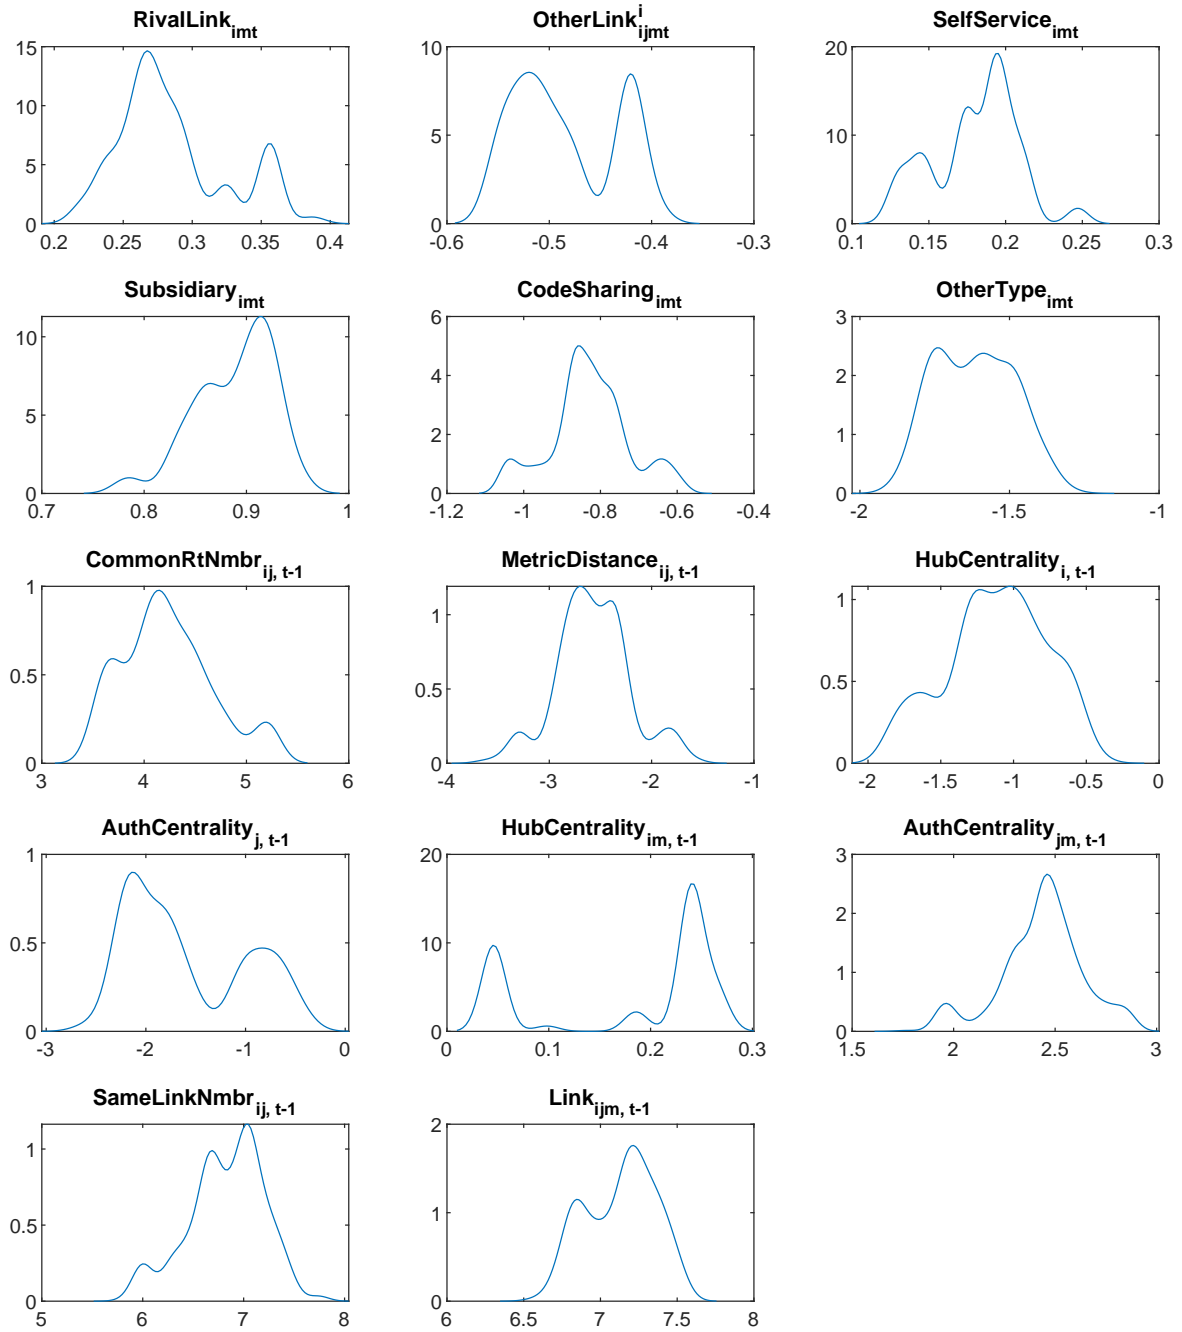 RivalLink_imt
OtherLink^i_ijmt
SelfService_imt
15
10
5
0
0.2 0.25 0.3 0.35 0.4
10
5
0
-0.6 -0.5 -0.4 -0.3
20
10
0
0.1 0.15 0.2 0.25 0.3
Subsidiary_imt
CodeSharing_imt
OtherType_imt
10
5
0
0.7 0.8 0.9 1
6
4
2
0
-1.2 -1 -0.8 -0.6 -0.4
3
2
1
0
-2 -1.5 -1
CommonRtNmbr_ij, t-1
MetricDistance_ij, t-1
HubCentrality_i, t-1
1
0.5
0
3 4 5 6
1
0.5
0
-4 -3 -2 -1
1
0.5
0
-2 -1.5 -1 -0.5 0
AuthCentrality_j, t-1
HubCentrality_im, t-1
AuthCentrality_jm, t-1
1
0.5
0
-3 -2 -1 0
20
10
0
0 0.1 0.2 0.3
3
2
1
0
1.5 2 2.5 3
SameLinkNmbr_ij, t-1
Link_ijm, t-1
1
0.5
0
5 6 7 8
2
1
0
6 6.5 7 7.5 8